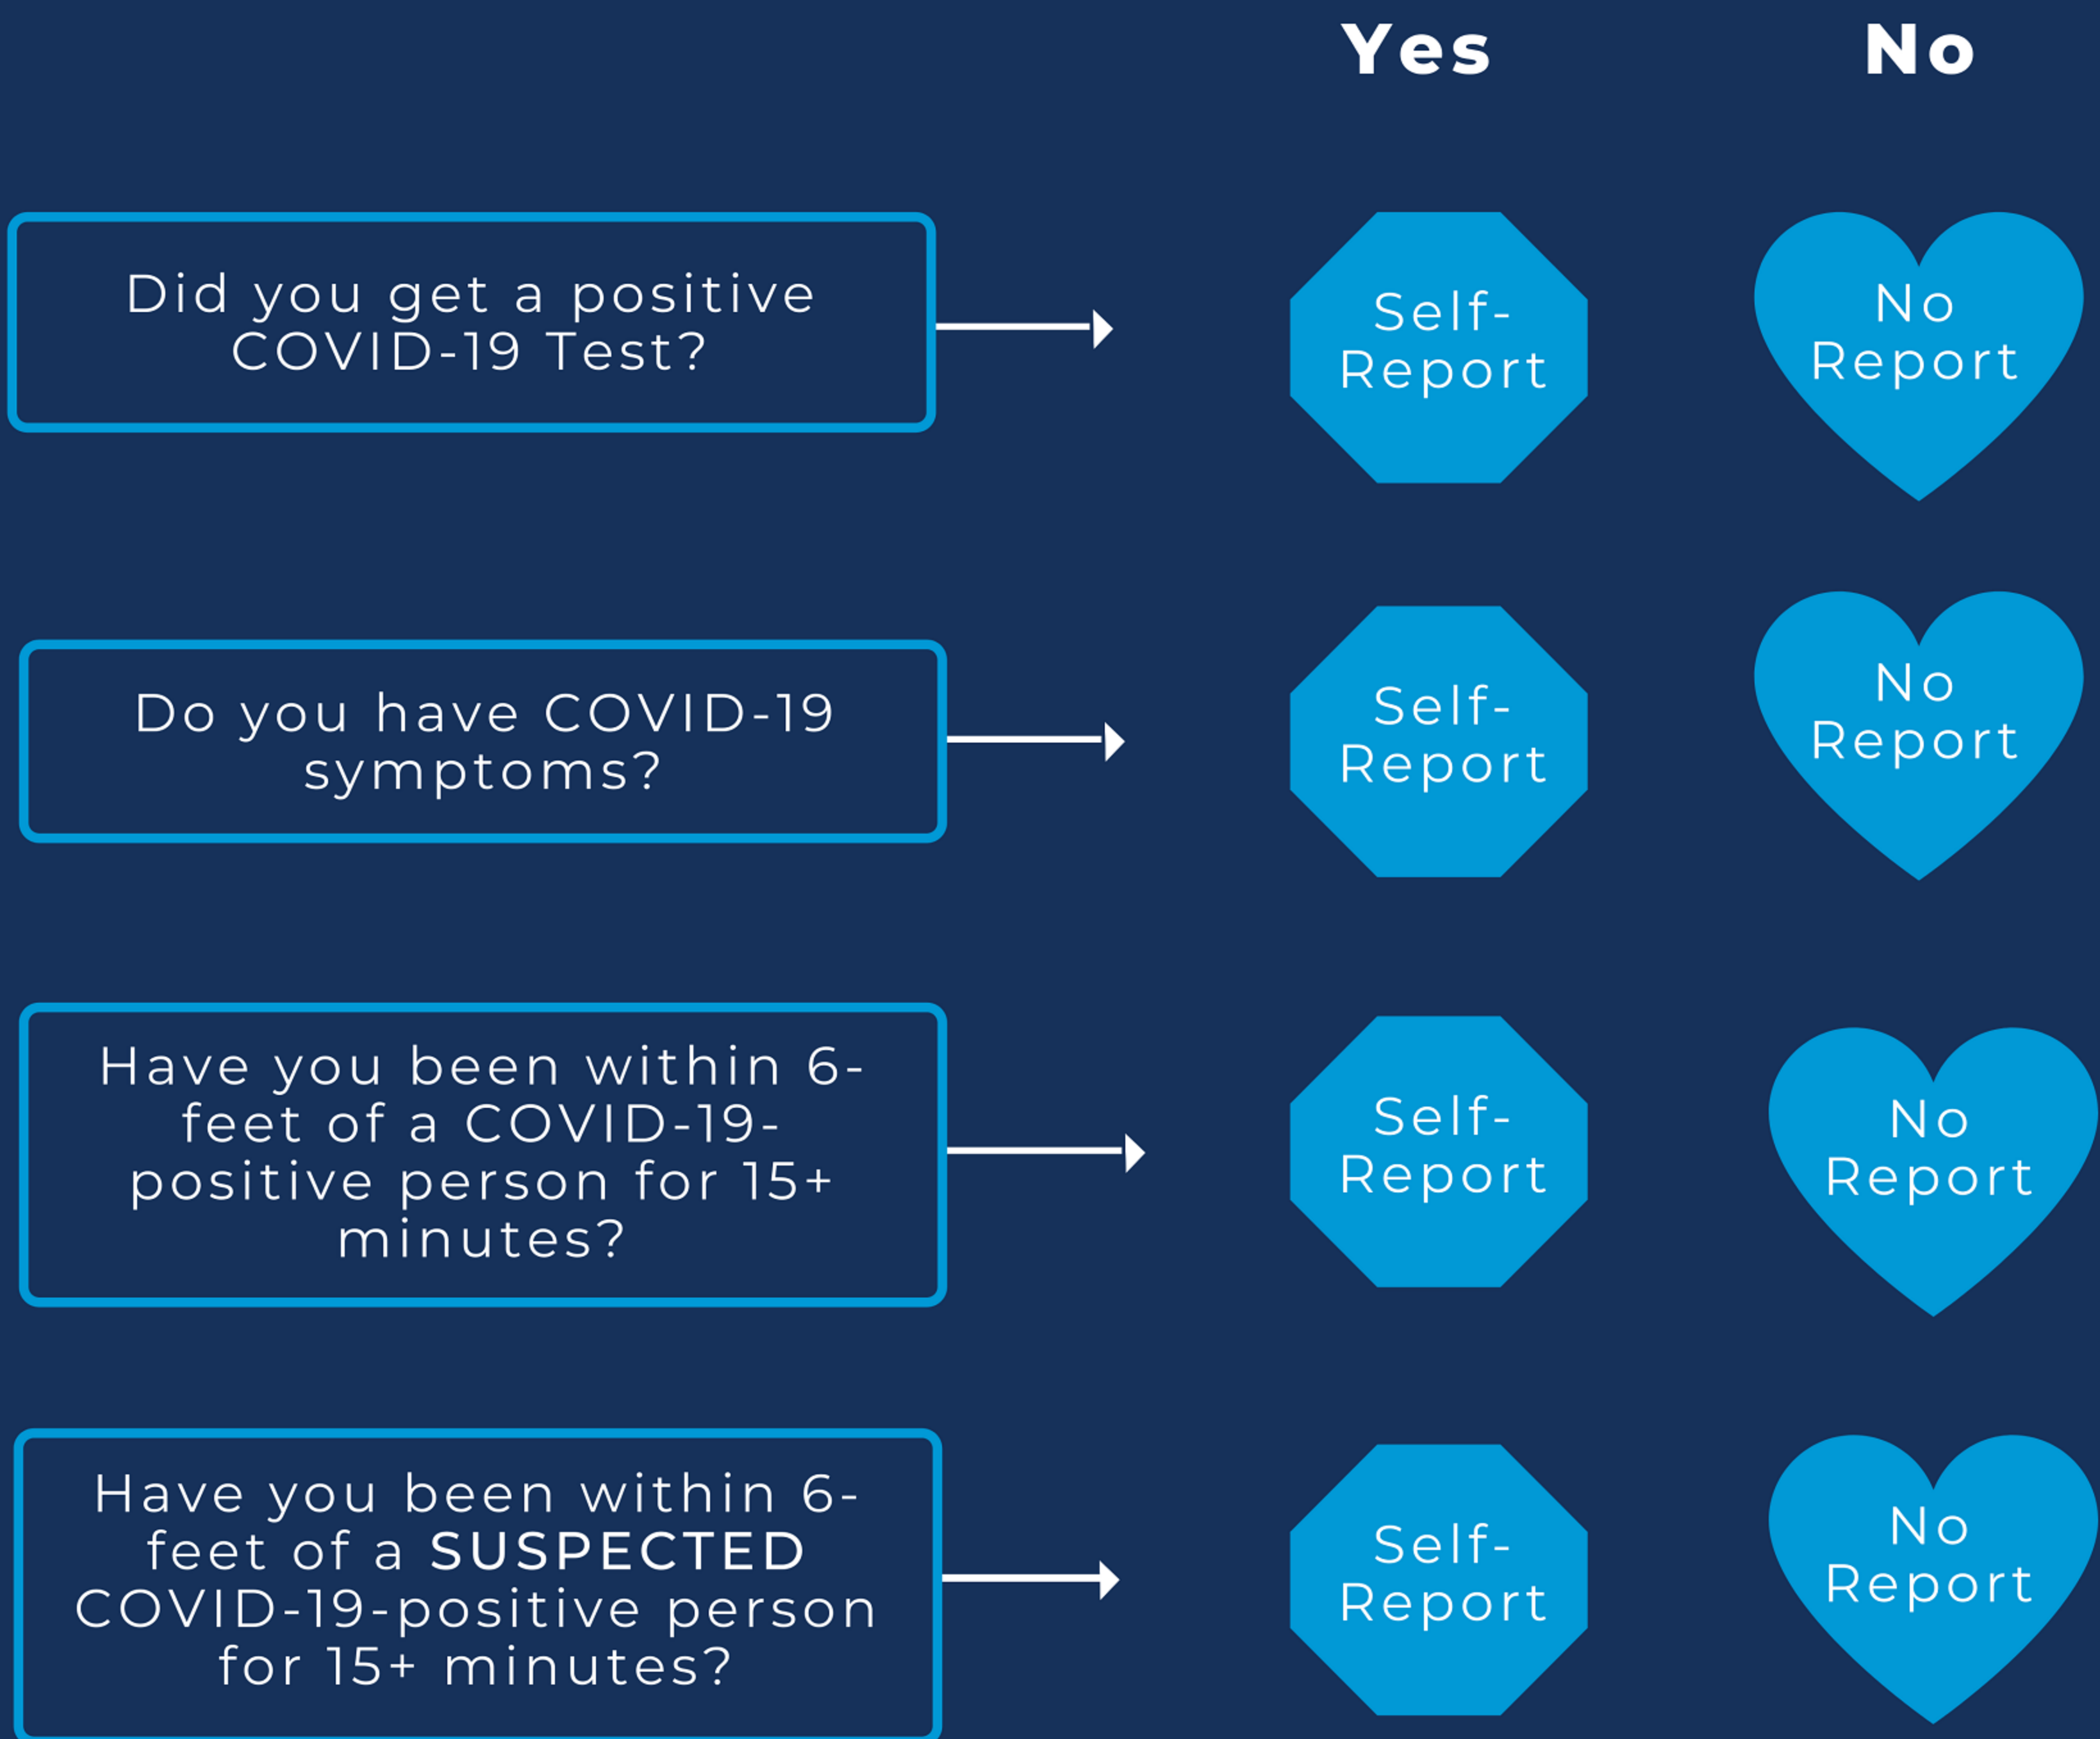 Yes
No
Did you get a positive
COVID-19 Test?
Self-
Report
No
Report
Do you have COVID-19
symptoms?
Self-
Report
No
Report
Have you been within 6-
feet of a COVID-19-
positive person for 15+
minutes?
Self-
Report
No
Report
Have you been within 6-
feet of a SUSPECTED
COVID-19-positive person
for 15+ minutes?
Self-
Report
No
Report